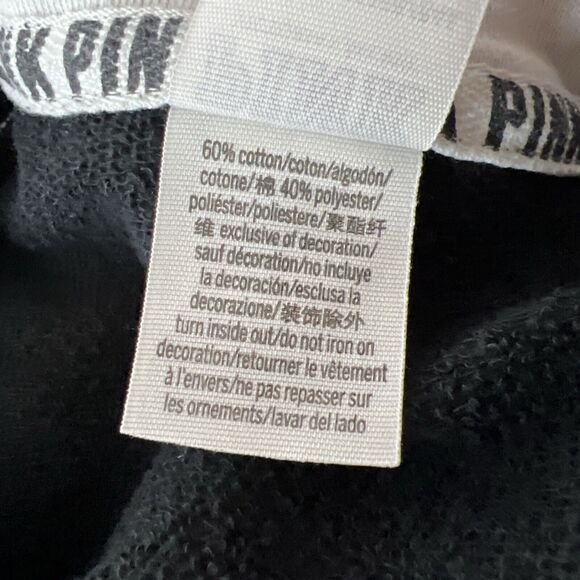 PINK PINK
60% cotton/coton/algodón/
cotone/棉 40% polyester/
poliéster/poliestere/聚酯纤
维 exclusive of decoration/
sauf décoration/no incluye
la decoración/esclusa la
decorazione/装饰除外
turn inside out/do not iron on
decoration/retourner le vêtement
à l'envers/ne pas repasser sur
les ornements/lavar del lado